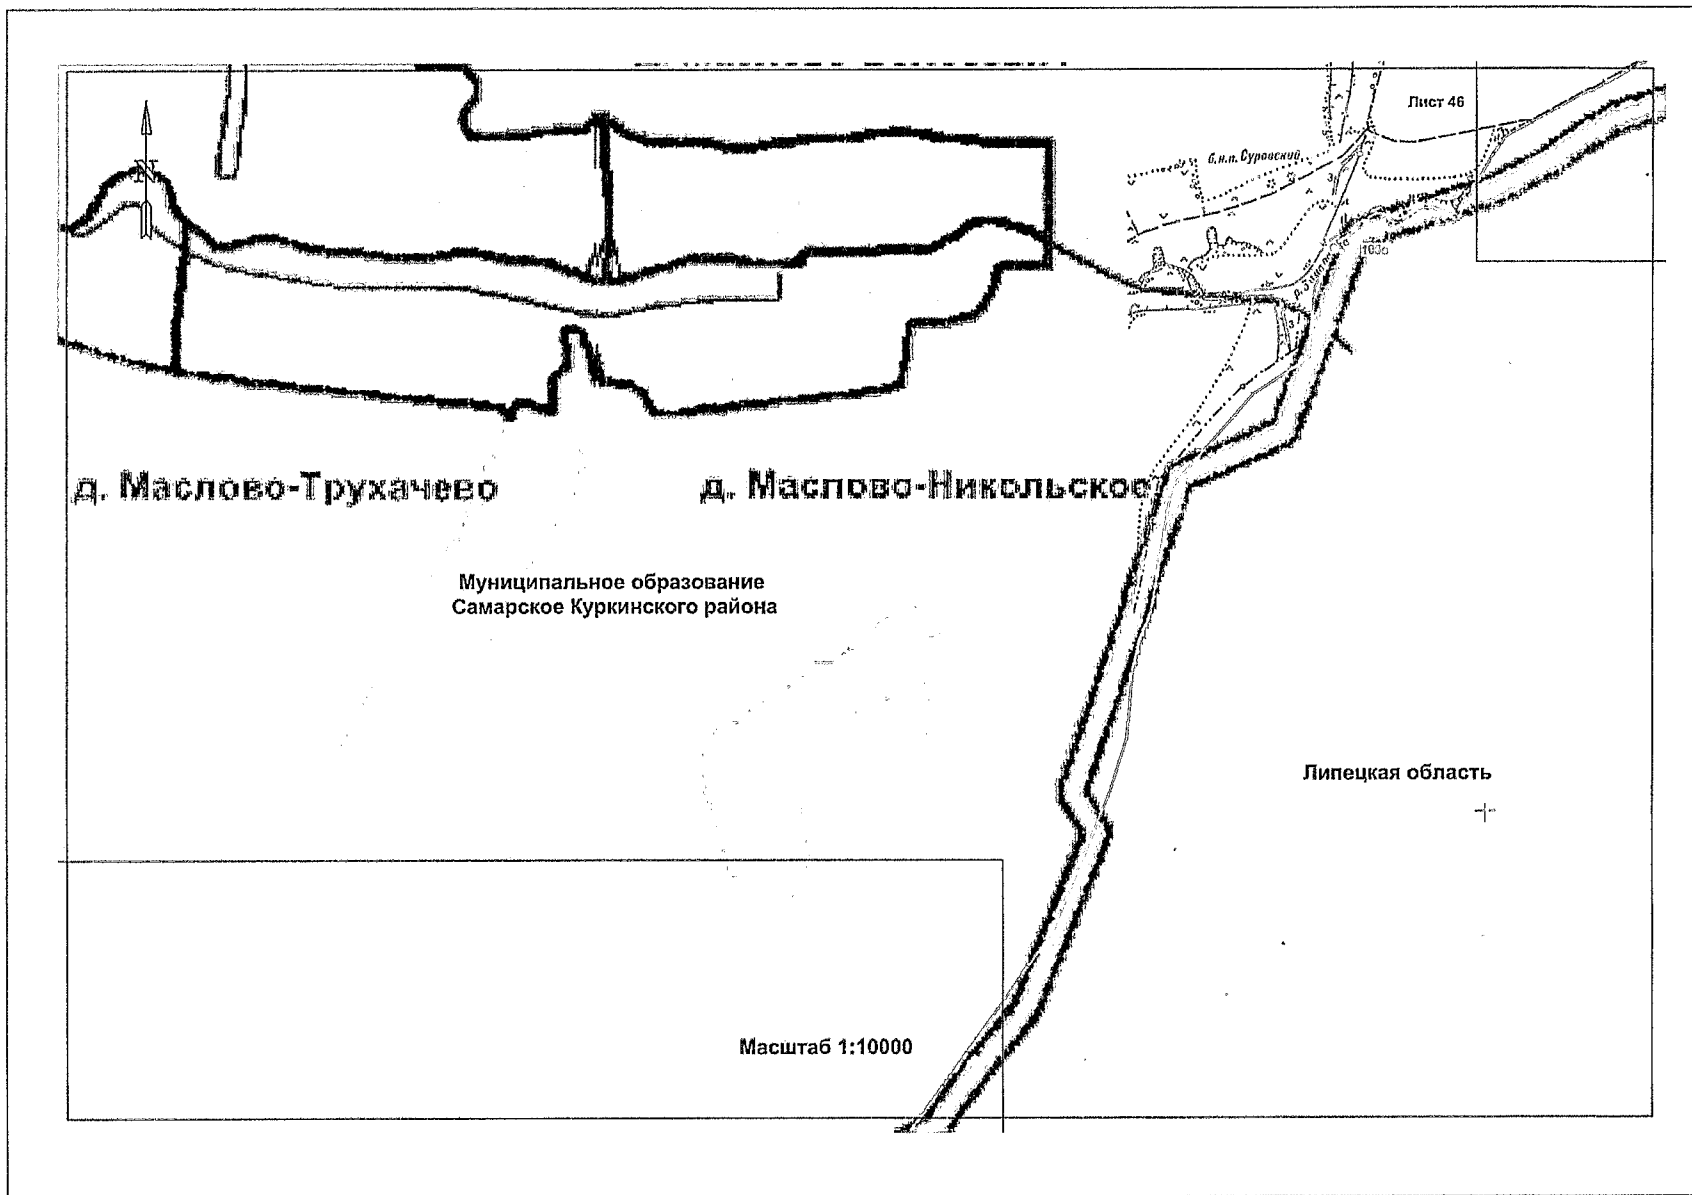 Лист 46
N
б.н.п. Суровский
д. Маслово-Трухачево
д. Маслово-Никольское
Муниципальное образование
Самарское Куркинского района
Липецкая область
Масштаб 1:10000